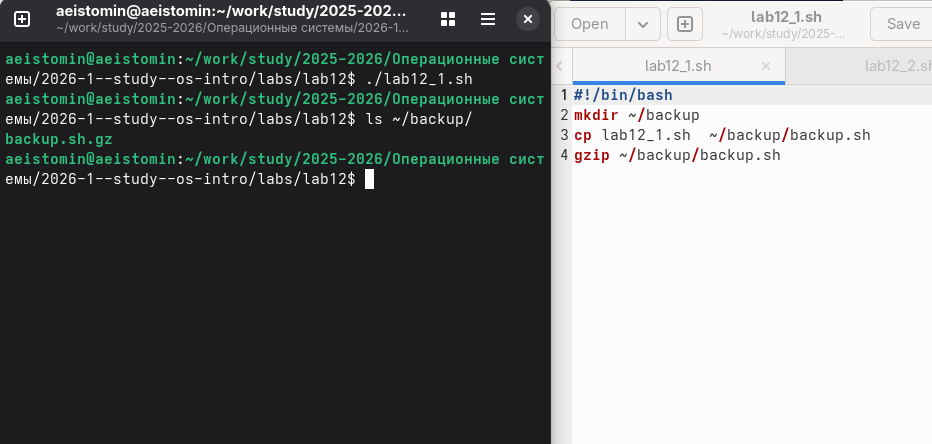 aeistomin@aeistomin:~/work/study/2025-202...
~/work/study/2025-2026/Операционные системы/2026-1...
aeistomin@aeistomin:~/work/study/2025-2026/Операционные сист
емы/2026-1--study--os-intro/labs/lab12$ ./lab12_1.sh
aeistomin@aeistomin:~/work/study/2025-2026/Операционные сист
емы/2026-1--study--os-intro/labs/lab12$ ls ~/backup/
backup.sh.gz
aeistomin@aeistomin:~/work/study/2025-2026/Операционные сист
емы/2026-1--study--os-intro/labs/lab12$
Open
lab12_1.sh
~/work/study/2025-...
Save
lab12_1.sh
lab12_2.sh
1 #!/bin/bash
2 mkdir ~/backup
3 cp lab12_1.sh  ~/backup/backup.sh
4 gzip ~/backup/backup.sh